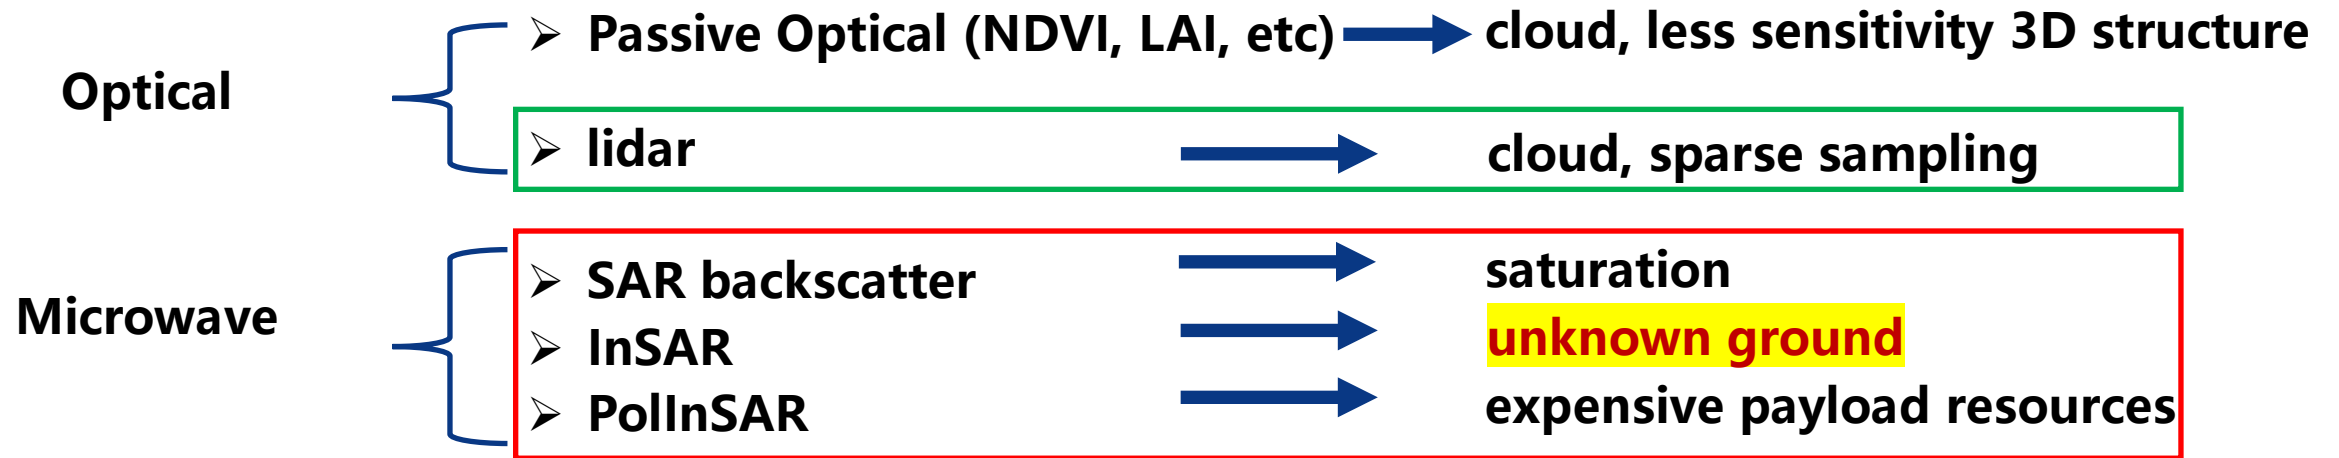 Optical
Passive Optical (NDVI, LAI, etc)
cloud, less sensitivity 3D structure
lidar
cloud, sparse sampling
Microwave
SAR backscatter
saturation
InSAR
unknown ground
PolInSAR
expensive payload resources